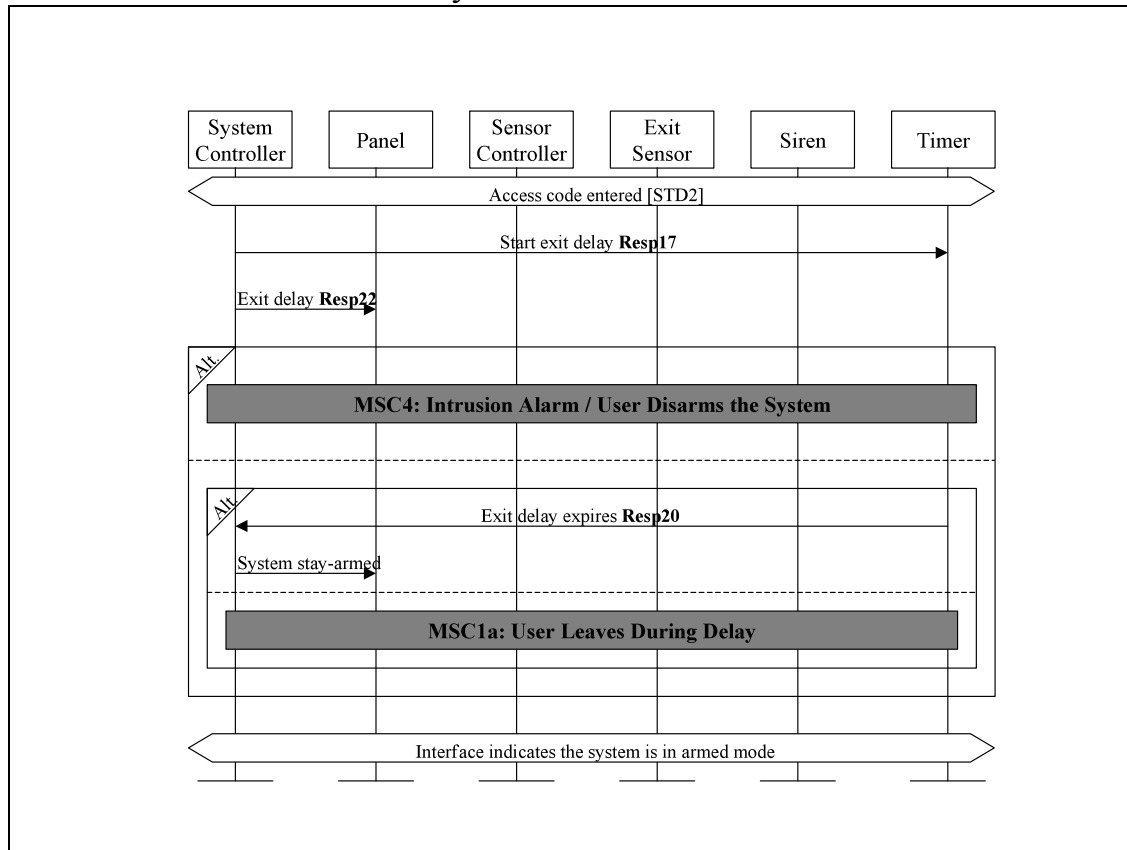 System
Controller
Panel
Sensor
Controller
Exit
Sensor
Siren
Timer
Access code entered [STD2]
Start exit delay Resp17
Exit delay Resp22
Alt.
MSC4: Intrusion Alarm / User Disarms the System
Alt.
Exit delay expires Resp20
System stay-armed
MSC1a: User Leaves During Delay
Interface indicates the system is in armed mode